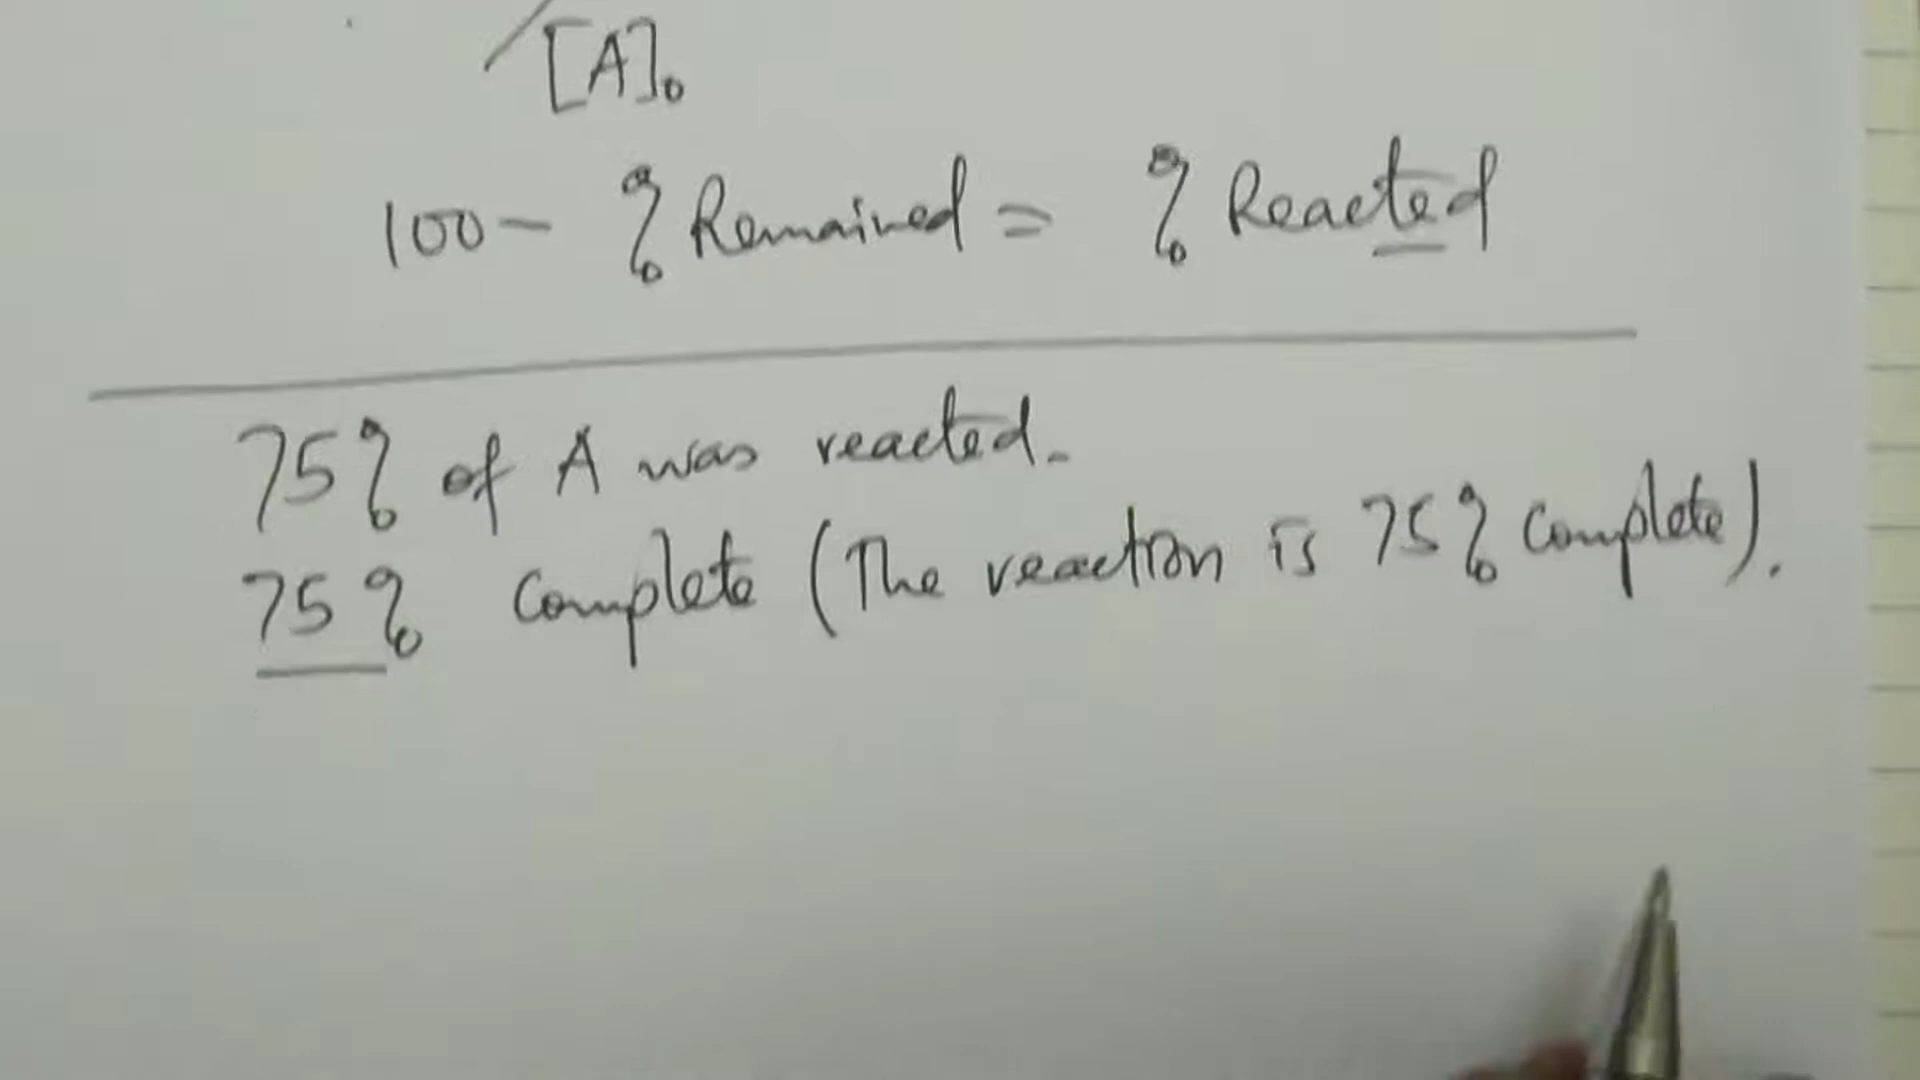 [A]₀
100 - % Remained = % Reacted
75% of A was reacted.
75% Complete (The reaction is 75% Complete).